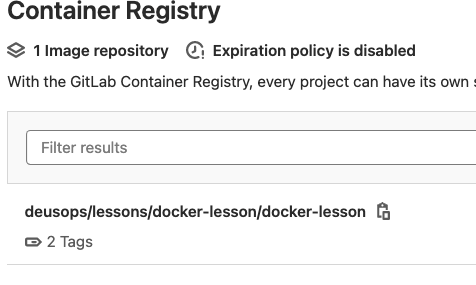 Container Registry
1 Image repository Expiration policy is disabled
With the GitLab Container Registry, every project can have its own
Filter results
deusops/lessons/docker-lesson/docker-lesson
2 Tags